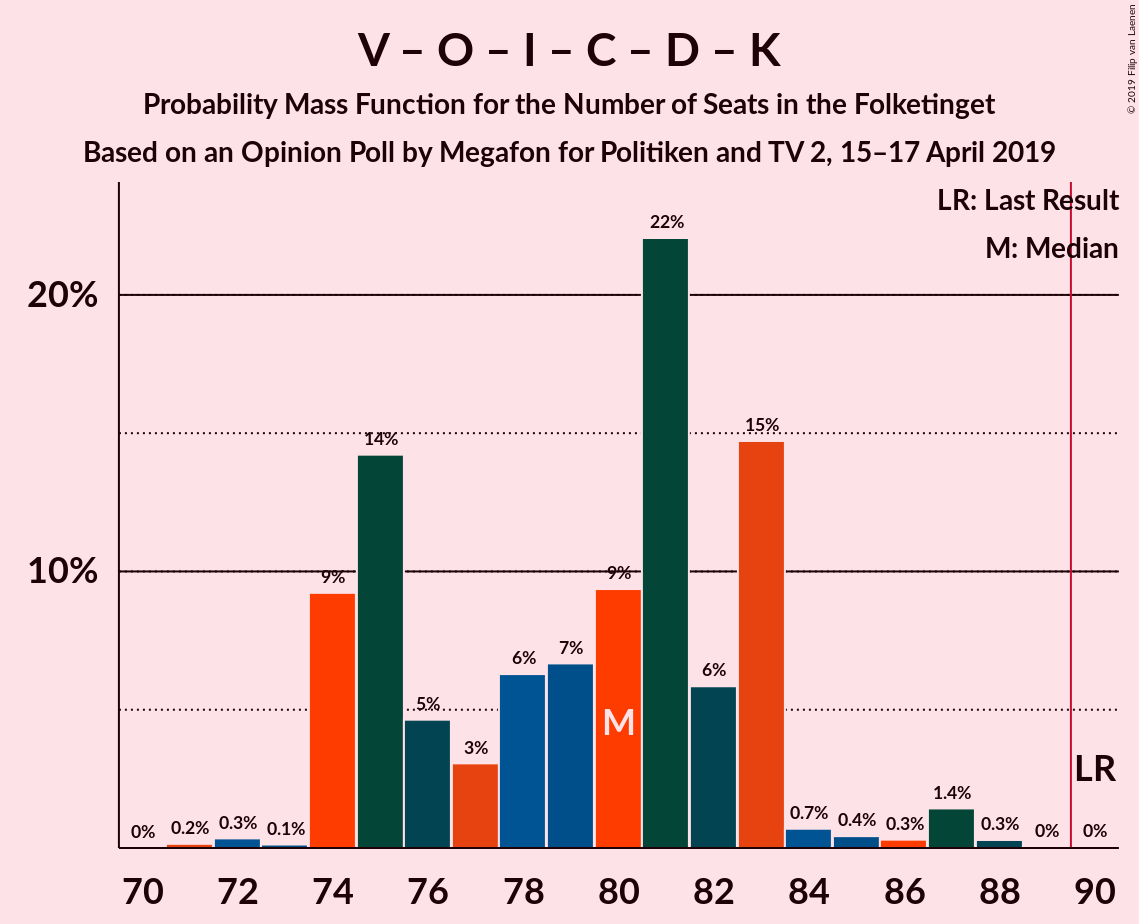 V – O – I – C – D – K
Probability Mass Function for the Number of Seats in the Folketinget
Based on an Opinion Poll by Megafon for Politiken and TV 2, 15–17 April 2019
© 2019 Filip van Laenen
LR: Last Result
M: Median
20%
10%
0%
0.2%
0.3%
0.1%
9%
14%
5%
3%
6%
7%
9%
22%
6%
15%
0.7%
0.4%
0.3%
1.4%
0.3%
0%
0%
M
LR
70 72 74 76 78 80 82 84 86 88 90